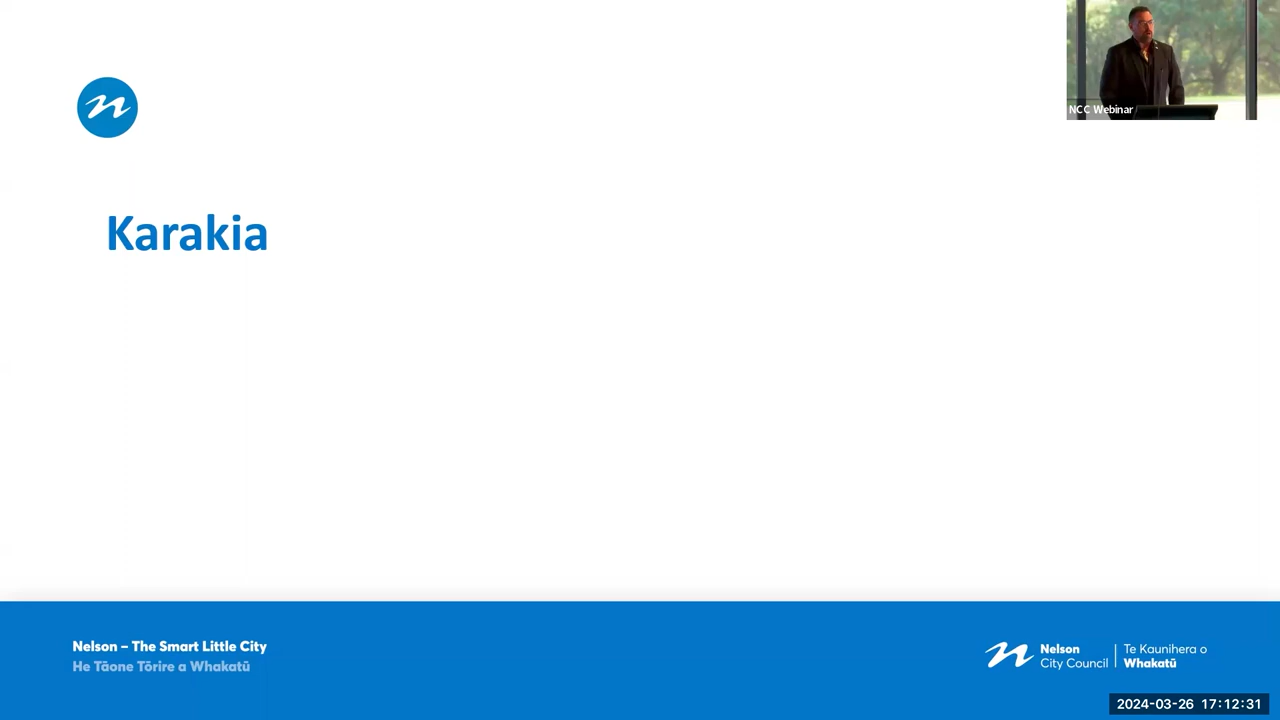 NCC Webinar
Karakia
Nelson – The Smart Little City
He Tāone Tōrire a Whakatū
Nelson
City Council
Te Kaunihera o
Whakatū
2024-03-26 17:12:31